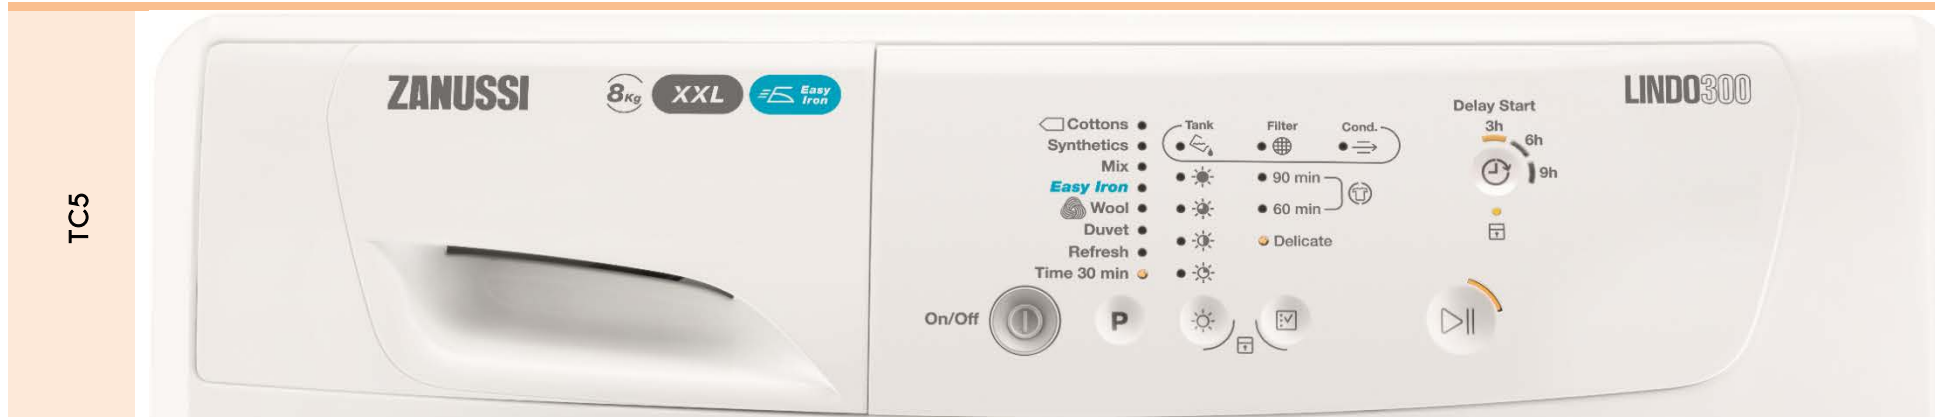 TC5
ZANUSSI
8Kg
XXL
Easy
Iron
LINDO300
Cottons
Synthetics
Mix
Easy Iron
Wool
Duvet
Refresh
Time 30 min
Tank
Filter
Cond.
90 min
60 min
Delicate
Delay Start
3h
6h
9h
On/Off
P